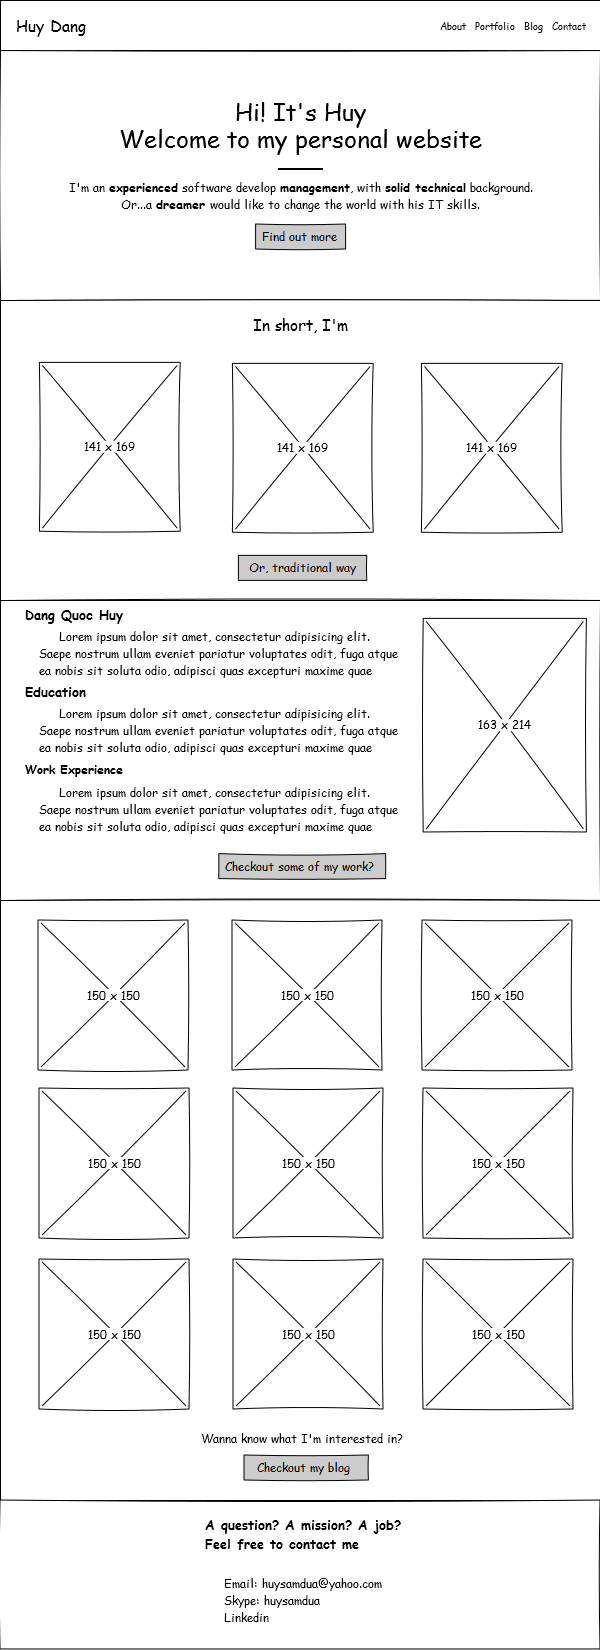 Huy Dang
About Portfolio Blog Contact
Hi! It's Huy
Welcome to my personal website
I'm an experienced software develop management, with solid technical background.
Or...a dreamer would like to change the world with his IT skills.
Find out more
In short, I'm
141 x 169
141 x 169
141 x 169
Or, traditional way
Dang Quoc Huy
Lorem ipsum dolor sit amet, consectetur adipisicing elit.
Saepe nostrum ullam eveniet pariatur voluptates odit, fuga atque
ea nobis sit soluta odio, adipisci quas excepturi maxime quae
Education
Lorem ipsum dolor sit amet, consectetur adipisicing elit.
Saepe nostrum ullam eveniet pariatur voluptates odit, fuga atque
ea nobis sit soluta odio, adipisci quas excepturi maxime quae
Work Experience
Lorem ipsum dolor sit amet, consectetur adipisicing elit.
Saepe nostrum ullam eveniet pariatur voluptates odit, fuga atque
ea nobis sit soluta odio, adipisci quas excepturi maxime quae
163 x 214
Checkout some of my work?
150 x 150
150 x 150
150 x 150
150 x 150
150 x 150
150 x 150
150 x 150
150 x 150
150 x 150
Wanna know what I'm interested in?
Checkout my blog
A question? A mission? A job?
Feel free to contact me
Email: huysamdua@yahoo.com
Skype: huysamdua
Linkedin